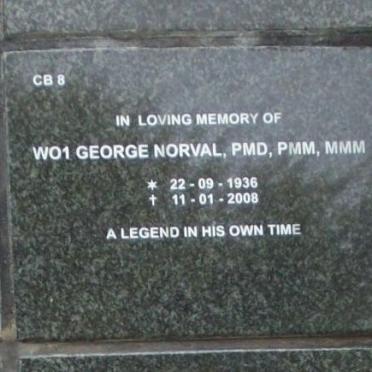 CB 8
IN LOVING MEMORY OF
WO1 GEORGE NORVAL, PMD, PMM, MMM
✶ 22 - 09 - 1936
† 11 - 01 - 2008
A LEGEND IN HIS OWN TIME